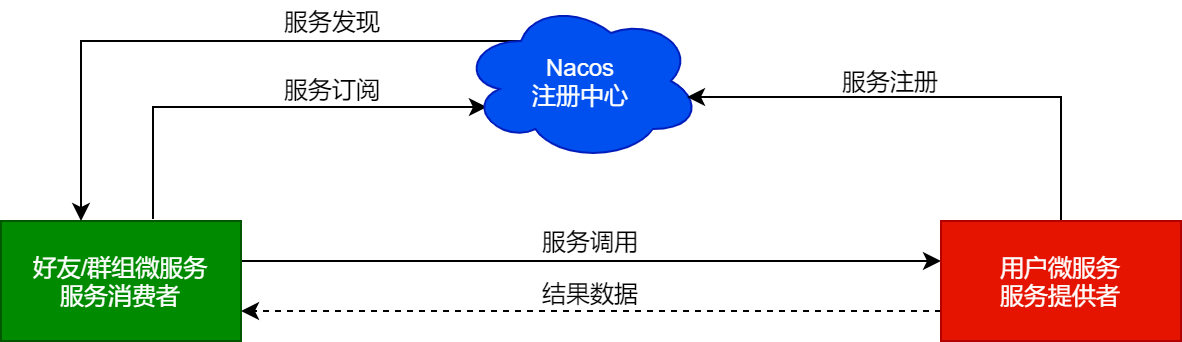 服务发现
Nacos
注册中心
服务订阅
服务注册
服务调用
好友/群组微服务
服务消费者
用户微服务
服务提供者
结果数据